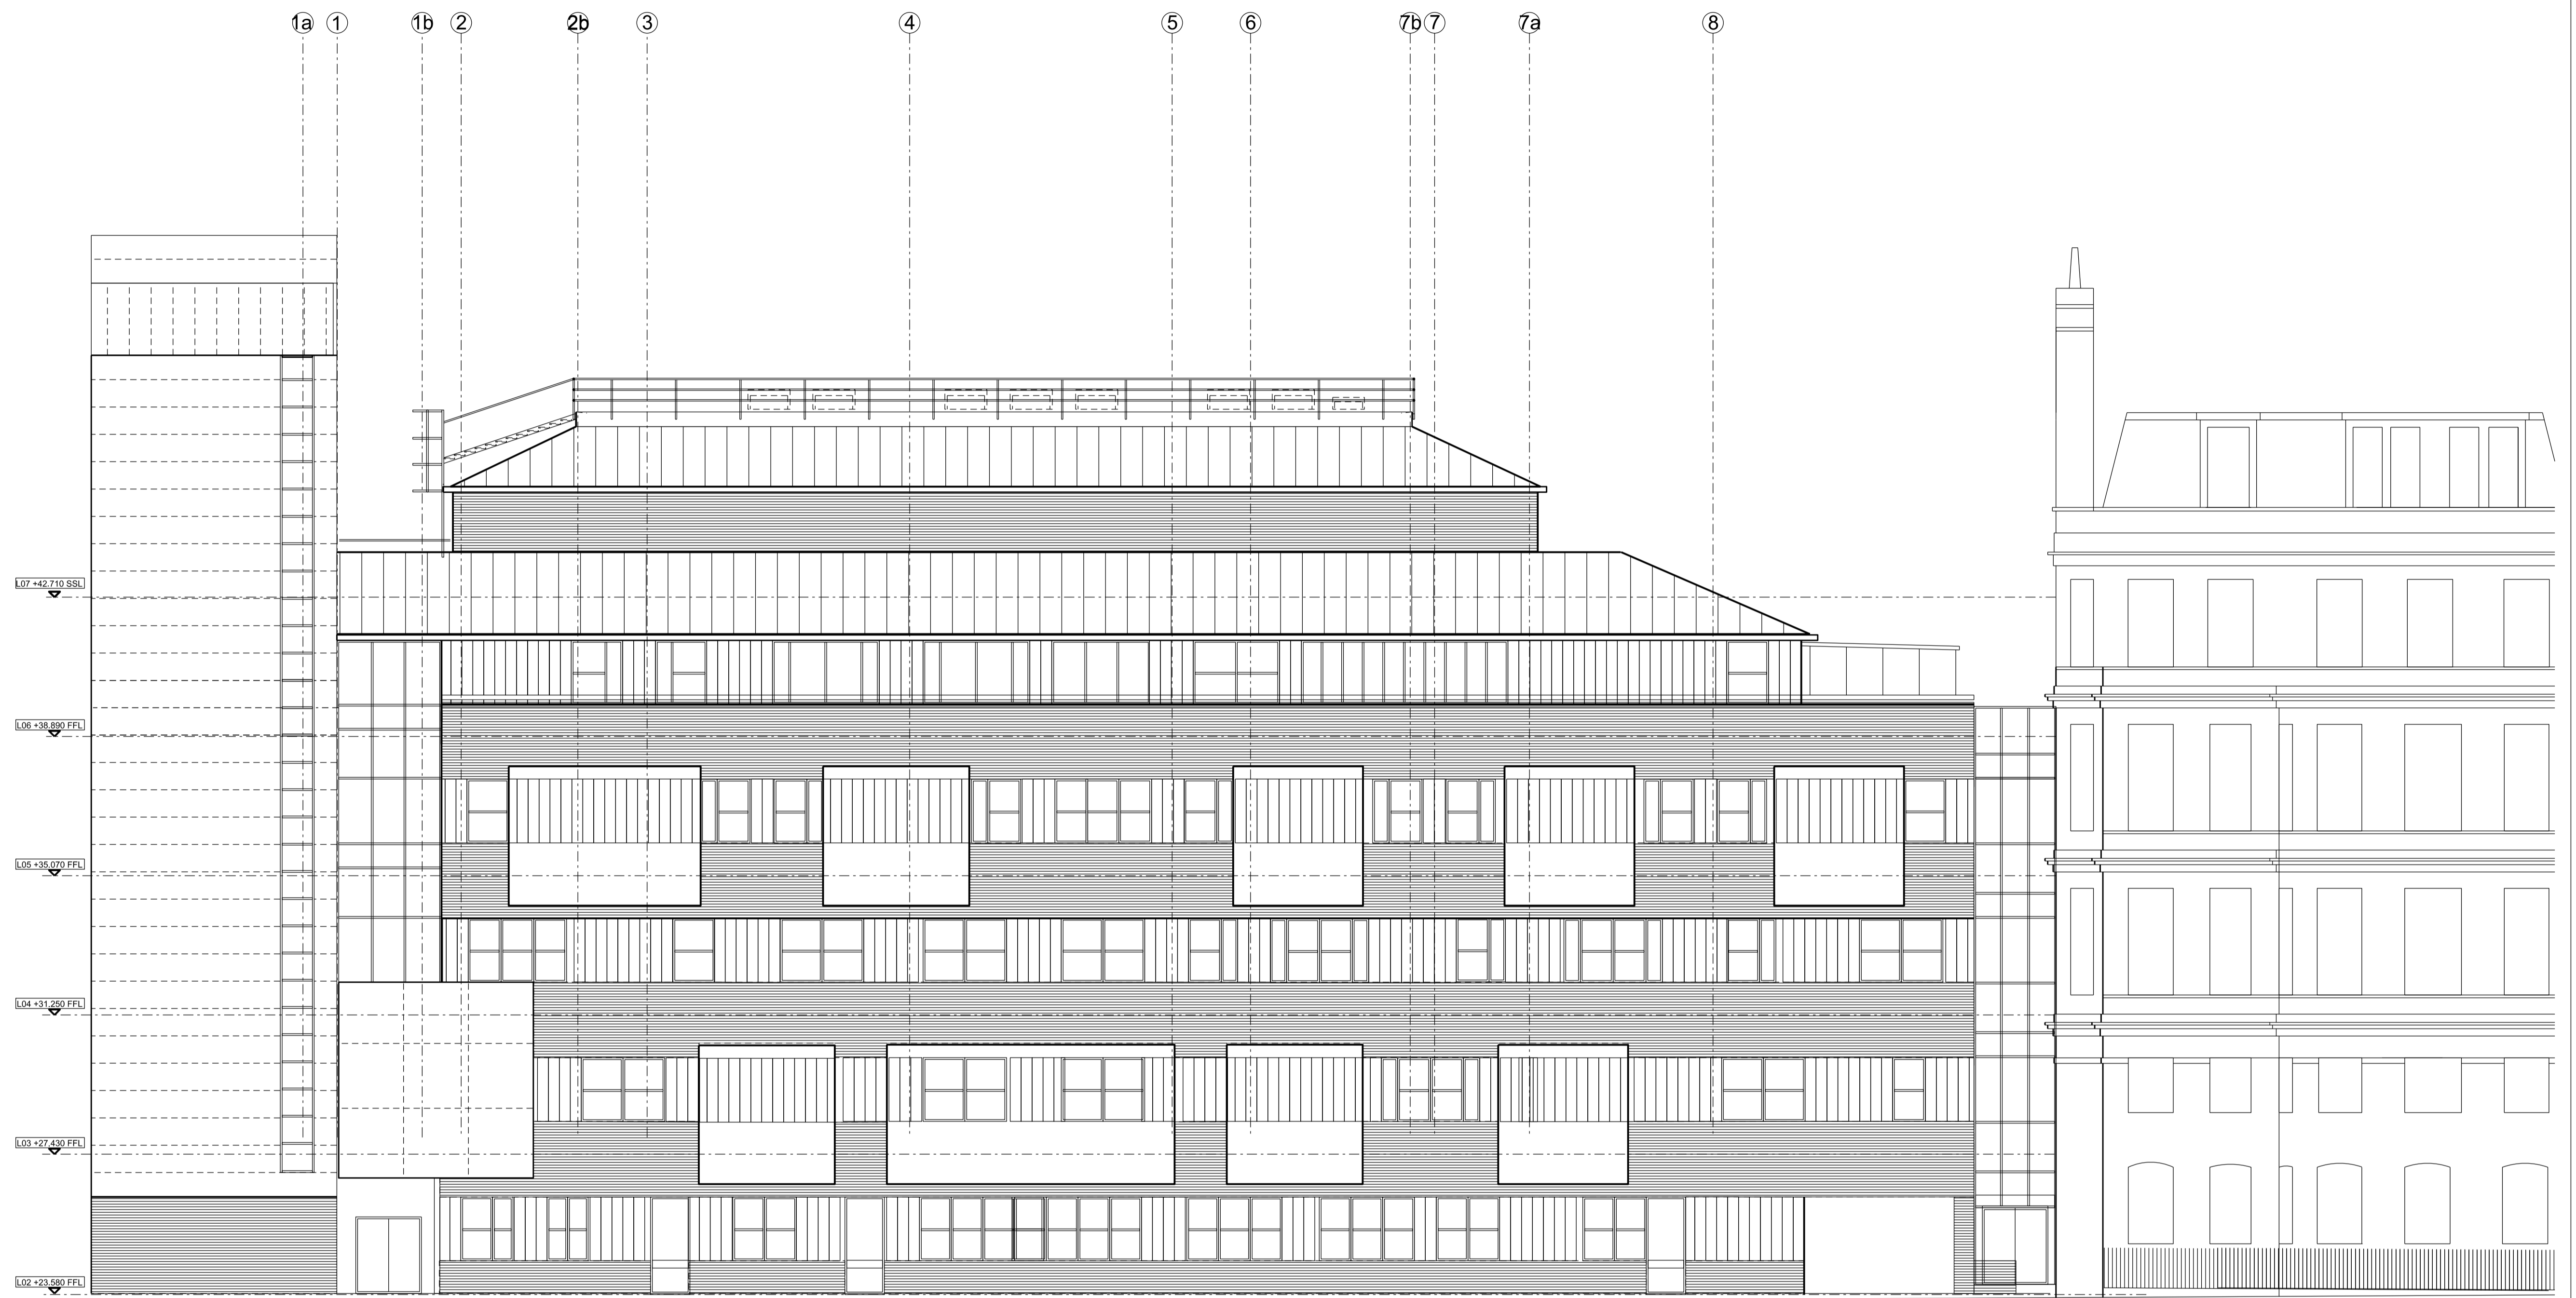 1a 1 1b 2 2b 3 4 5 6 7b 7 7a 8
L07 +42.710 SSL
L06 +38.890 FFL
L05 +35.070 FFL
L04 +31.250 FFL
L03 +27.430 FFL
L02 +23.580 FFL